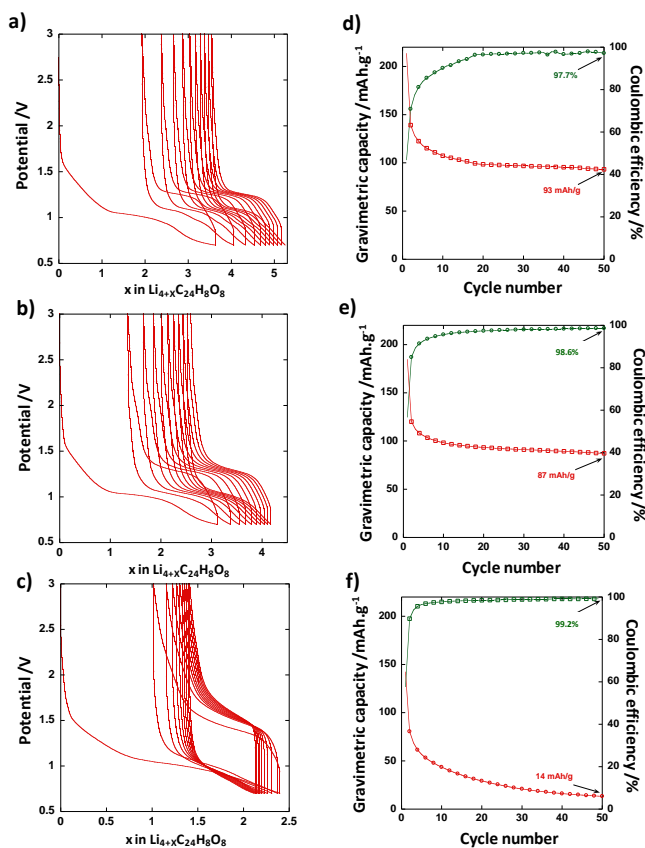 a)
3
2.5
2
1.5
1
0.5
Potential /V
0 1 2 3 4 5
x in Li4+XC24H8O8
b)
3
2.5
2
1.5
1
0.5
Potential /V
0 1 2 3 4
x in Li4+XC24H8O8
c)
3
2.5
2
1.5
1
0.5
Potential /V
0 0.5 1 1.5 2 2.5
x in Li4+XC24H8O8
d)
Gravimetric capacity /mAh.g-1
200
150
100
50
0
97.7%
93 mAh/g
100
80
60
40
20
0
Coulombic efficiency /%
0 10 20 30 40 50
Cycle number
e)
Gravimetric capacity /mAh.g-1
200
150
100
50
0
98.6%
87 mAh/g
100
80
60
40
20
0
Coulombic efficiency /%
0 10 20 30 40 50
Cycle number
f)
Gravimetric capacity /mAh.g-1
200
150
100
50
0
99.2%
14 mAh/g
100
80
60
40
20
0
Coulombic efficiency /%
0 10 20 30 40 50
Cycle number